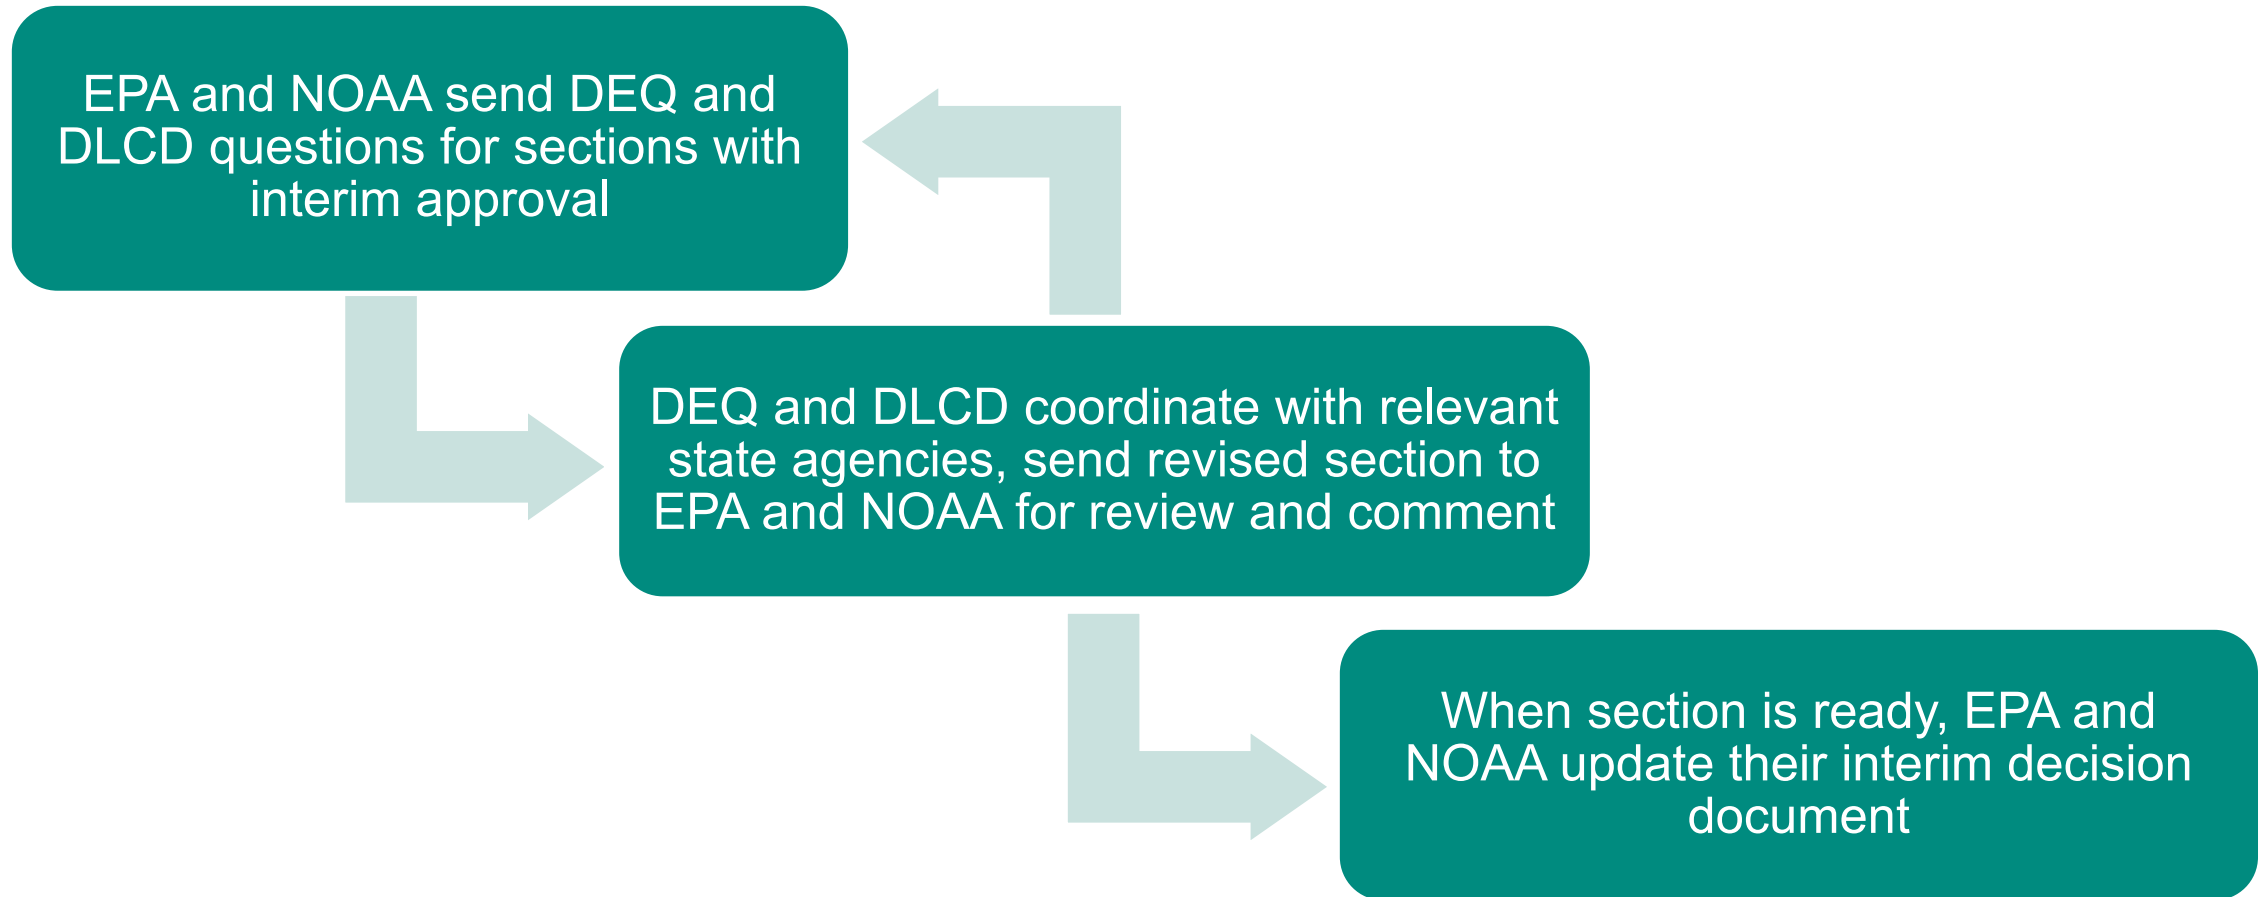 EPA and NOAA send DEQ and
DLCD questions for sections with
interim approval
DEQ and DLCD coordinate with relevant
state agencies, send revised section to
EPA and NOAA for review and comment
When section is ready, EPA and
NOAA update their interim decision
document